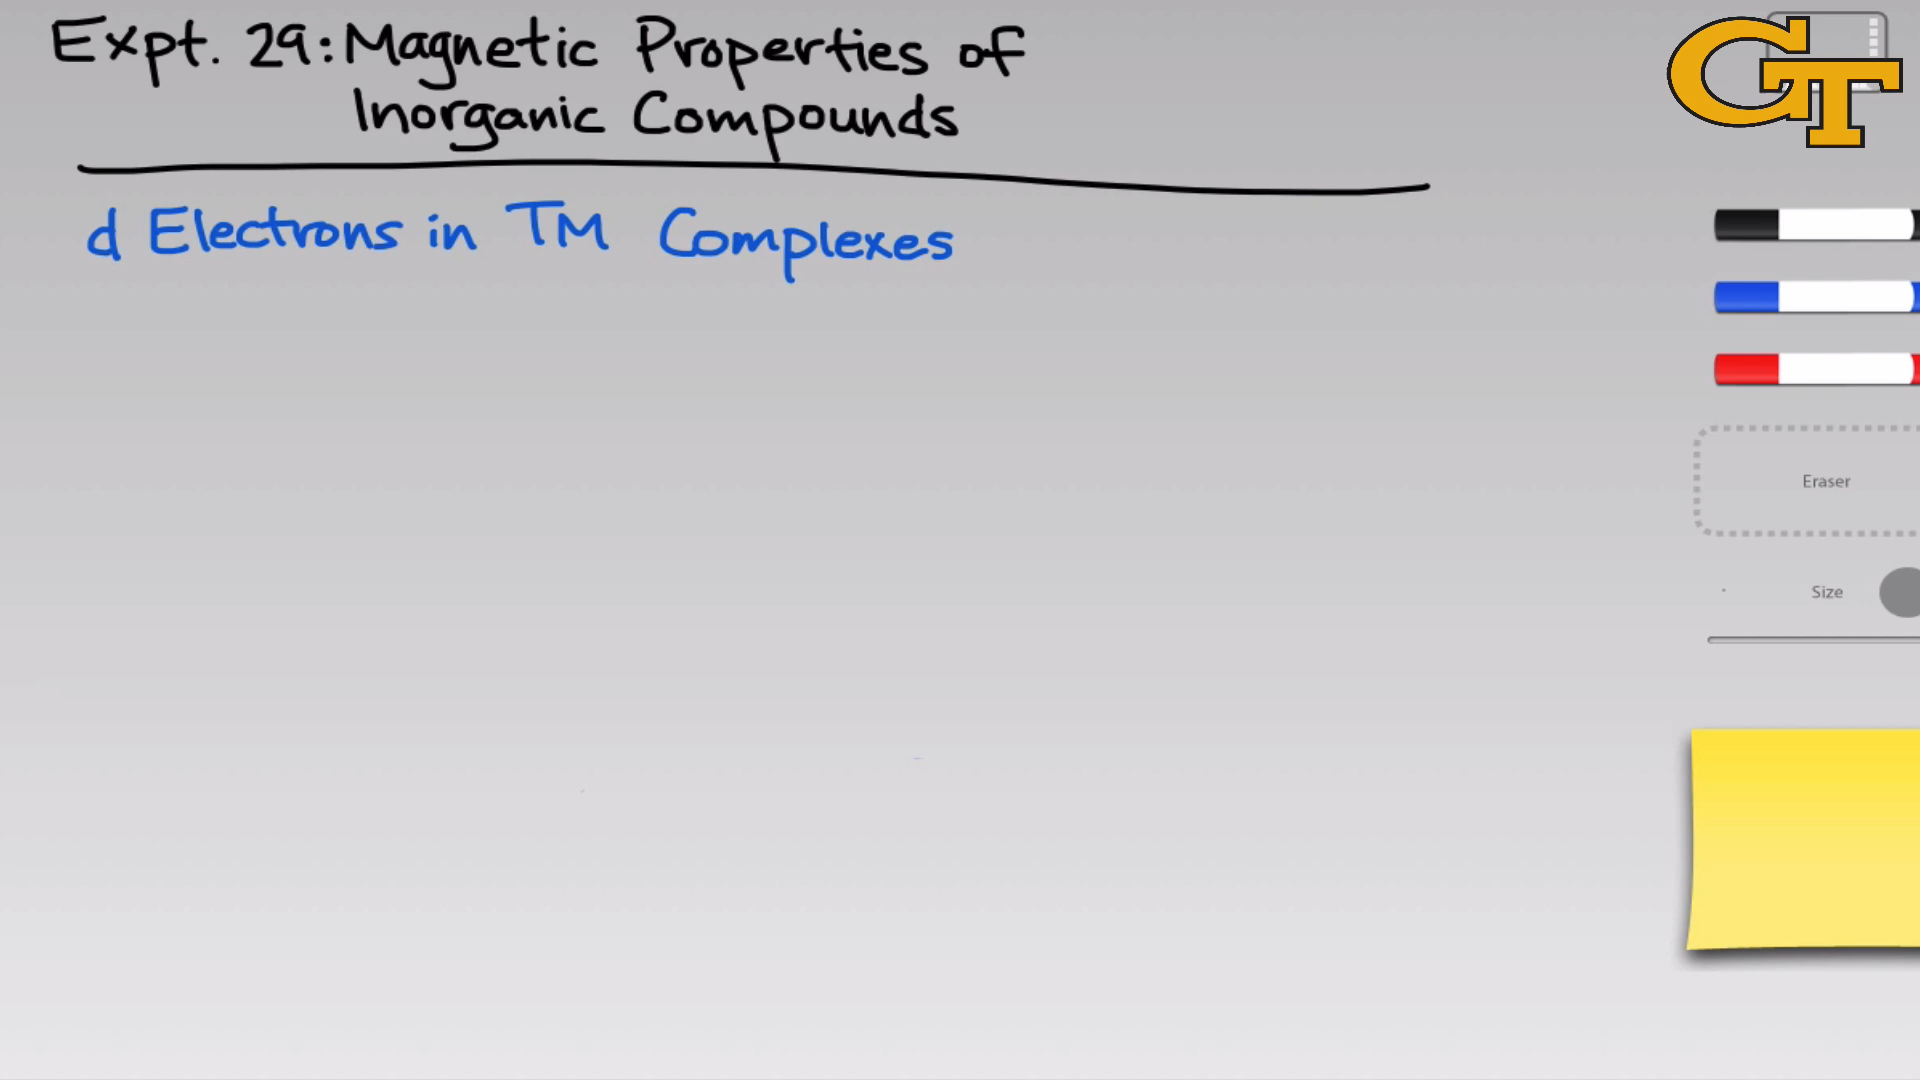 Expt. 29: Magnetic Properties of
Inorganic Compounds
d Electrons in TM Complexes
GT
Eraser
Size